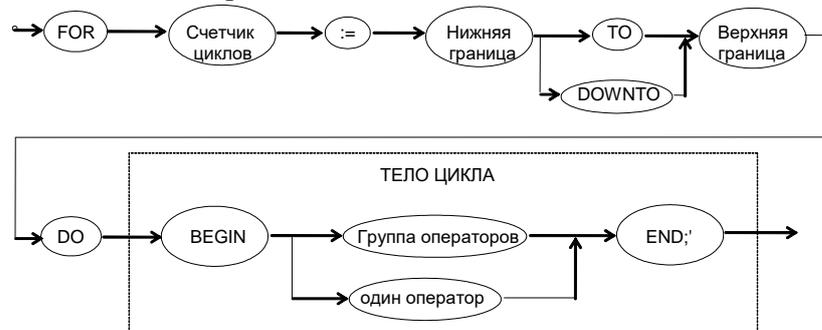 FOR
Счетчик
циклов
:=
Нижняя
граница
TO
DOWNTO
Верхняя
граница
ТЕЛО ЦИКЛА
DO
BEGIN
Группа операторов
один оператор
END;'